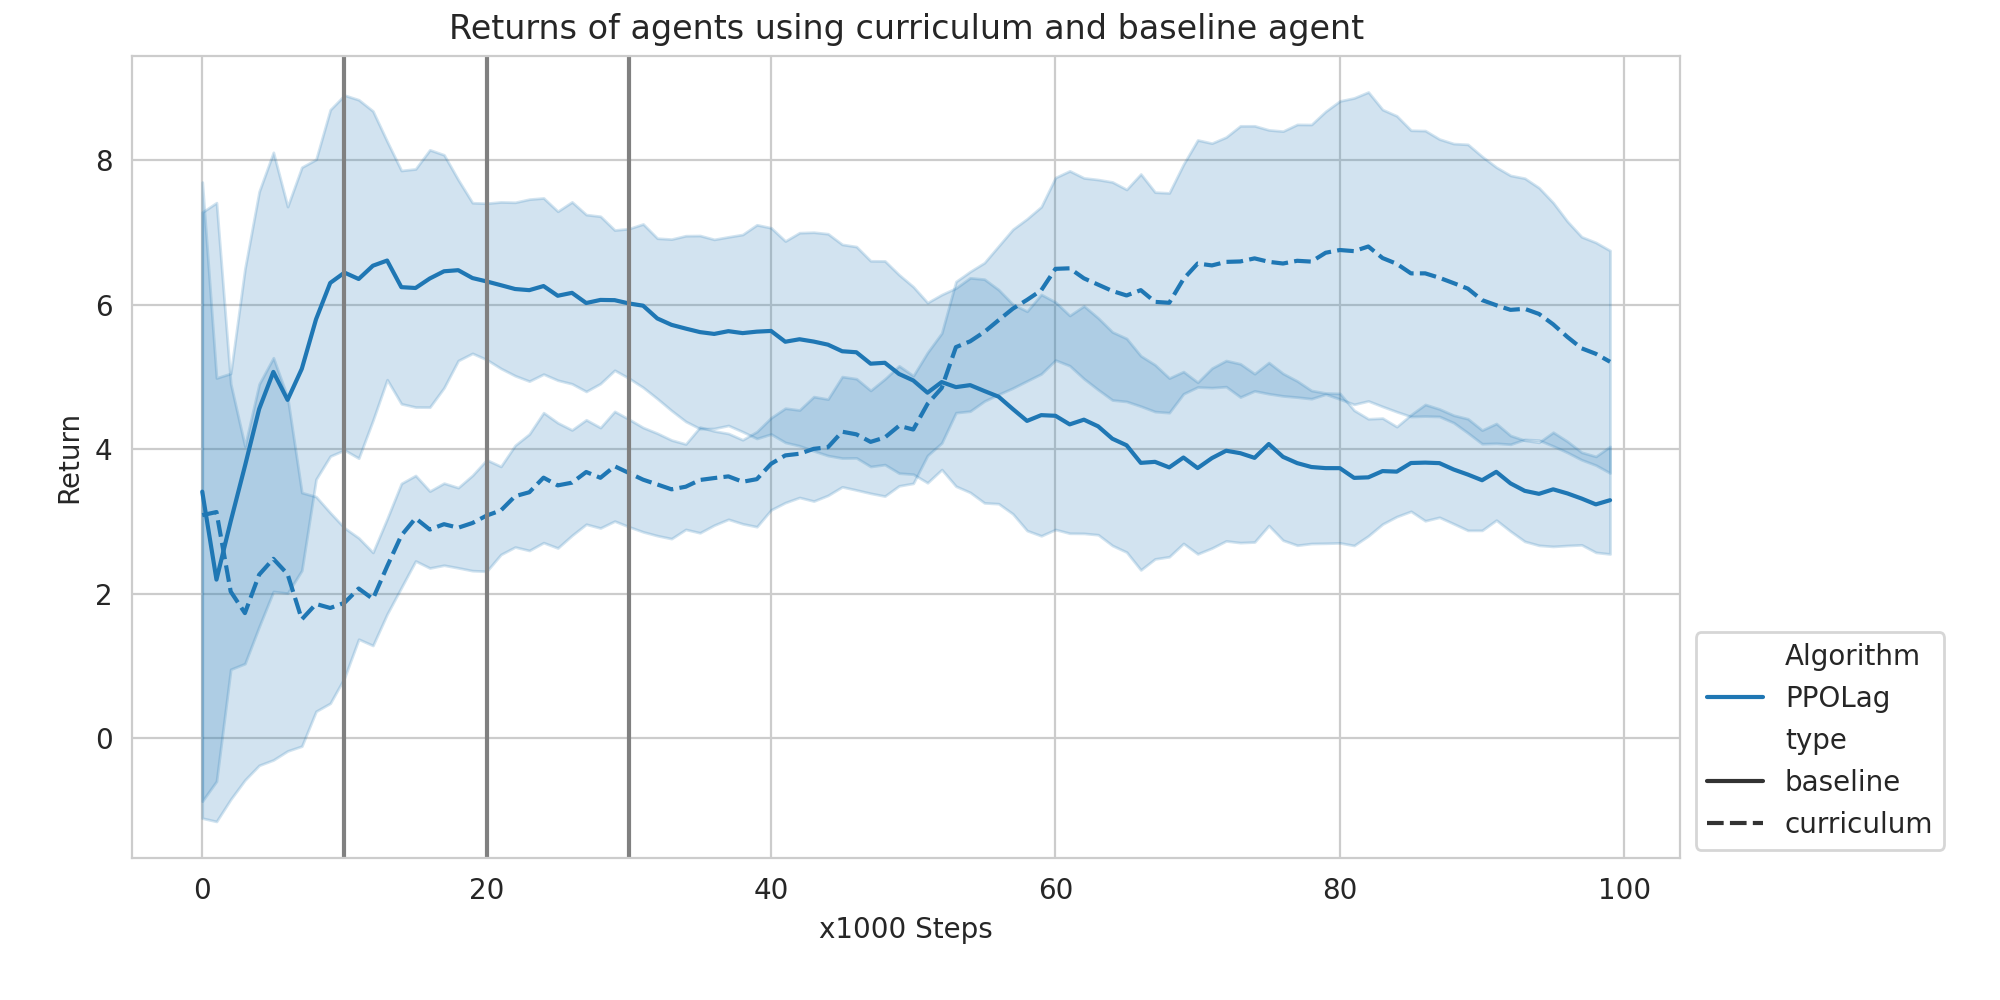 Returns of agents using curriculum and baseline agent
Return
8
6
4
2
0
0 20 40 60 80 100
x1000 Steps
Algorithm
PPOLag
type
baseline
curriculum